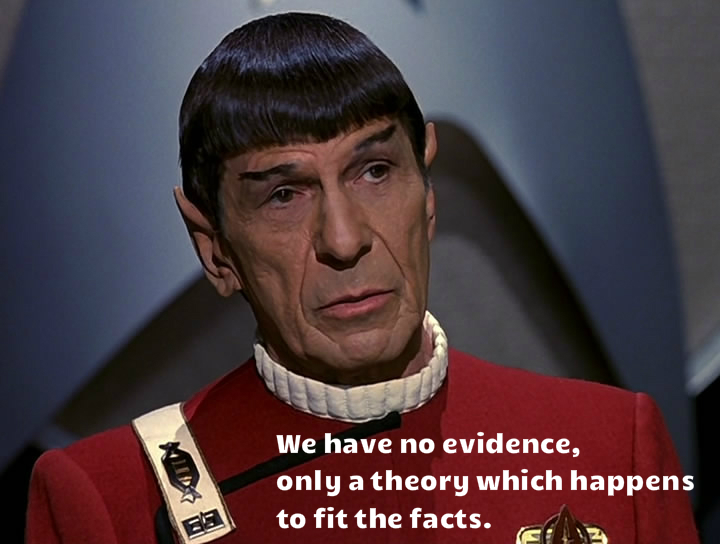 We have no evidence,
only a theory which happens
to fit the facts.